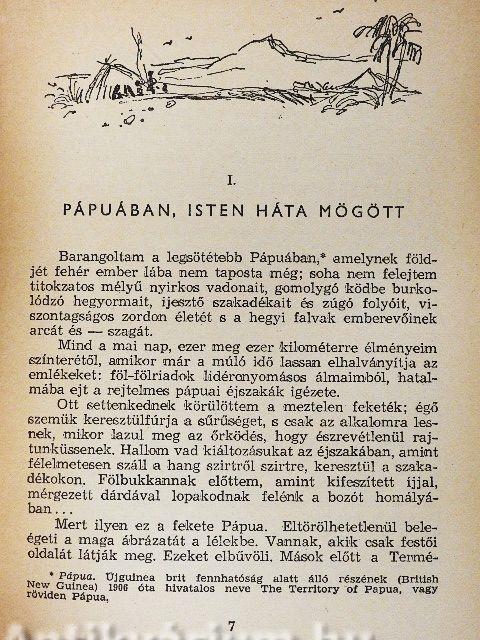 I.
PÁPUÁBAN, ISTEN HÁTA MÖGÖTT
Barangoltam a legsötétebb Pápuában,* amelynek föld-
jét fehér ember lába nem taposta még; soha nem felejtem
titokzatos mélyű nyirkos vadonait, gomolygó ködbe burko-
lódzó hegyormait, ijesztő szakadékait és zúgó folyóit, vi-
szontagságos zordon életét s a hegyi falvak emberevőinek
arcát és — szagát.
Mind a mai nap, ezer meg ezer kilométerre élményeim
színterétől, amikor már a múló idő lassan elhalványítja az
emlékeket: föl-fölriadok lidércnyomásos álmaimból, hatal-
mába ejt a rejtelmes pápuai éjszakák igézete.
Ott settenkednek körülöttem a meztelen feketék; égő
szemük keresztülfúrja a sűrűséget, s csak az alkalomra les-
nek, mikor lazul meg az őrködés, hogy észrevétlenül raj-
tunküssenek. Hallom vad kiáltozásukat az éjszakában, amint
félelmetesen száll a hang szirtről szirtre, keresztül a szaka-
dékokon. Fölbukkannak előttem, amint kifeszített íjjal,
mérgezett dárdával lopakodnak felénk a bozót homályá-
ban...
Mert ilyen ez a fekete Pápua. Eltörölhetetlenül bele-
égeti a maga ábrázatát a lélekbe. Vannak, akik csak festői
oldalát látják meg. Ezeket elbűvöli. Mások előtt a Termé-
* Pápua. Újguinea brit fennhatóság alatt álló részének (British
New Guinea) 1906 óta hivatalos neve The Territory of Papua, vagy
röviden Pápua.
7